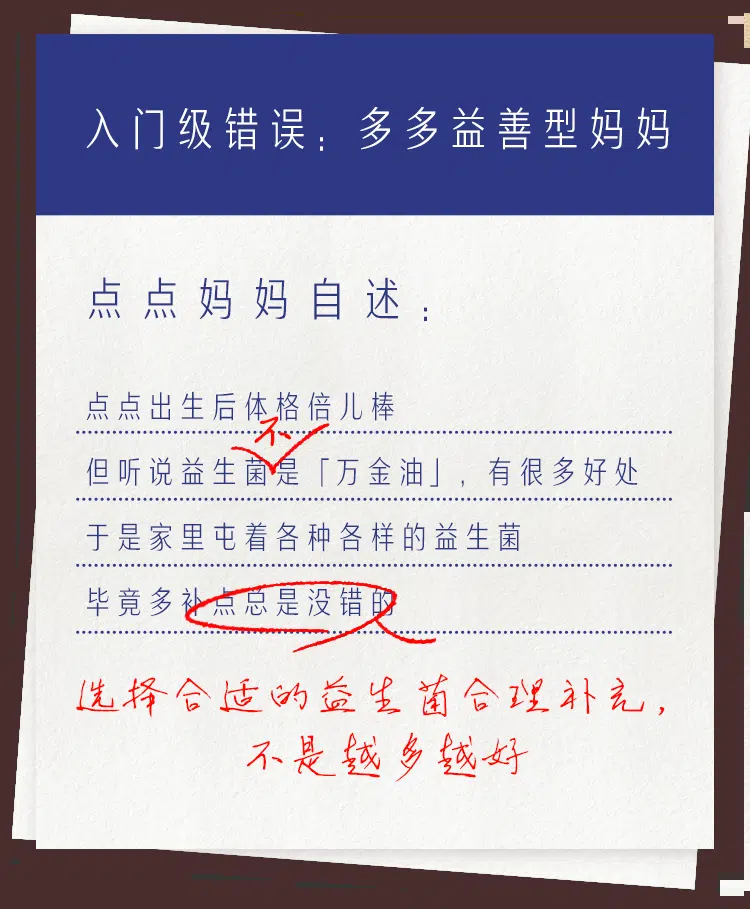 入门级错误：多多益善型妈妈
点点妈妈自述：
点点出生后体格倍儿棒
不
但听说益生菌是「万金油」，有很多好处
于是家里屯着各种各样的益生菌
毕竟多补点总是没错的
选择合适的益生菌合理补充，
不是越多越好